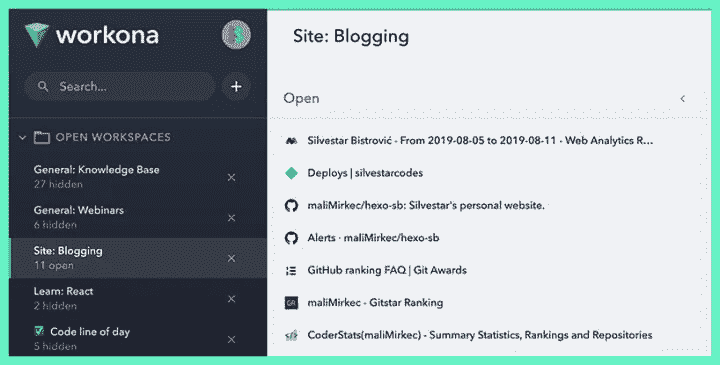 workona
Site: Blogging
Search...
+
Open
OPEN WORKSPACES
General: Knowledge Base
27 hidden
General: Webinars
6 hidden
Site: Blogging
11 open
Learn: React
2 hidden
Code line of day
5 hidden
Silvestar Bistrović - From 2019-08-05 to 2019-08-11 - Web Analytics R...
Deploys | silvestarcodes
maliMirkec/hexo-sb: Silvestar's personal website.
Alerts · maliMirkec/hexo-sb
GitHub ranking FAQ | Git Awards
GR
maliMirkec - Gitstar Ranking
CoderStats(maliMirkec) - Summary Statistics, Rankings and Repositories